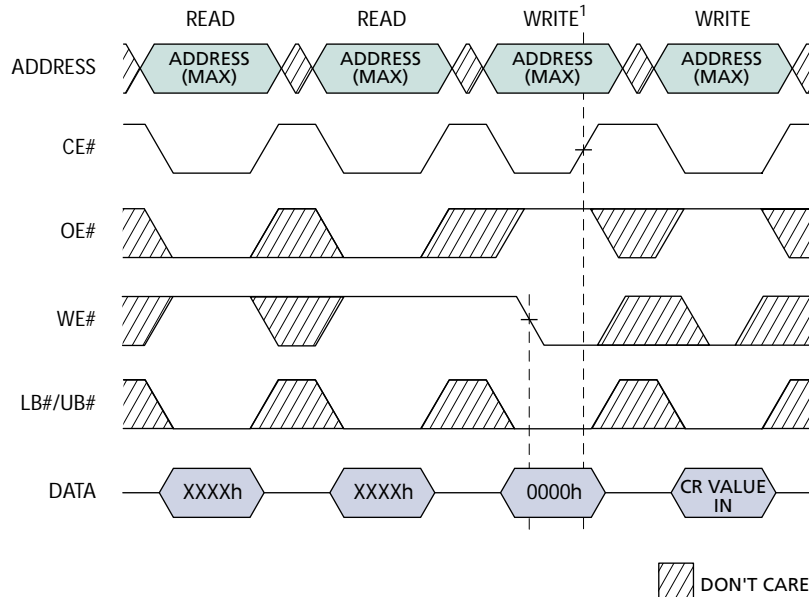 READ READ WRITE1 WRITE
ADDRESS
ADDRESS
(MAX)
ADDRESS
(MAX)
ADDRESS
(MAX)
ADDRESS
(MAX)
CE#
OE#
WE#
LB#/UB#
DATA XXXXh XXXXh 0000h CR VALUE
IN
DON'T CARE